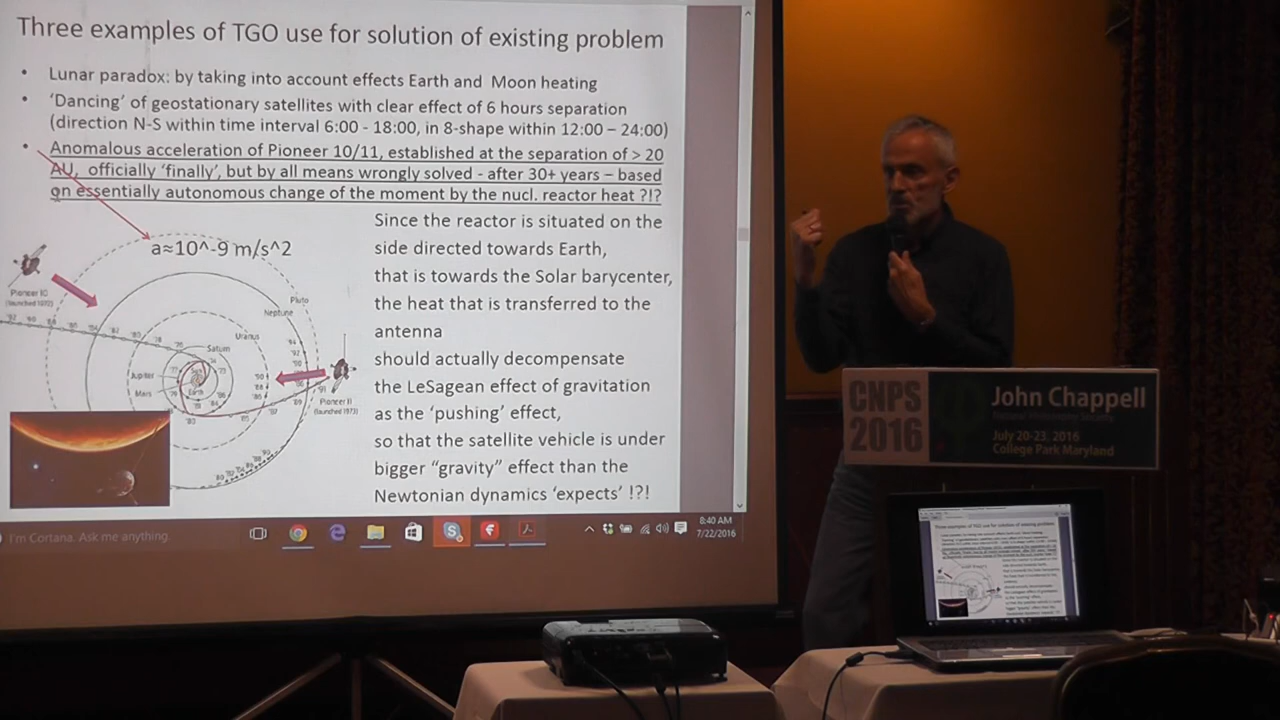 Three examples of TGO use for solution of existing problem
• Lunar paradox: by taking into account effects Earth and Moon heating
• 'Dancing' of geostationary satellites with clear effect of 6 hours separation
(direction N-S within time interval 6:00 - 18:00, in 8-shape within 12:00 – 24:00)
• Anomalous acceleration of Pioneer 10/11, established at the separation of > 20
AU, officially 'finally', but by all means wrongly solved - after 30+ years – based
on essentially autonomous change of the moment by the nucl. reactor heat ?!?
a≈10^-9 m/s^2
Since the reactor is situated on the
side directed towards Earth,
that is towards the Solar barycenter,
the heat that is transferred to the
antenna
should actually decompensate
the LeSagean effect of gravitation
as the 'pushing' effect,
so that the satellite vehicle is under
bigger "gravity" effect than the
Newtonian dynamics 'expects' !?!
Pioneer 10
(launched 1972)
Pluto
Neptune
Uranus
Saturn
Jupiter
Mars
Earth
Pioneer 11
(launched 1973)
I'm Cortana. Ask me anything.
8:40 AM
7/22/2016
CNPS
2016
John Chappell
Natural Philosophy Society
July 20-23, 2016
College Park Maryland